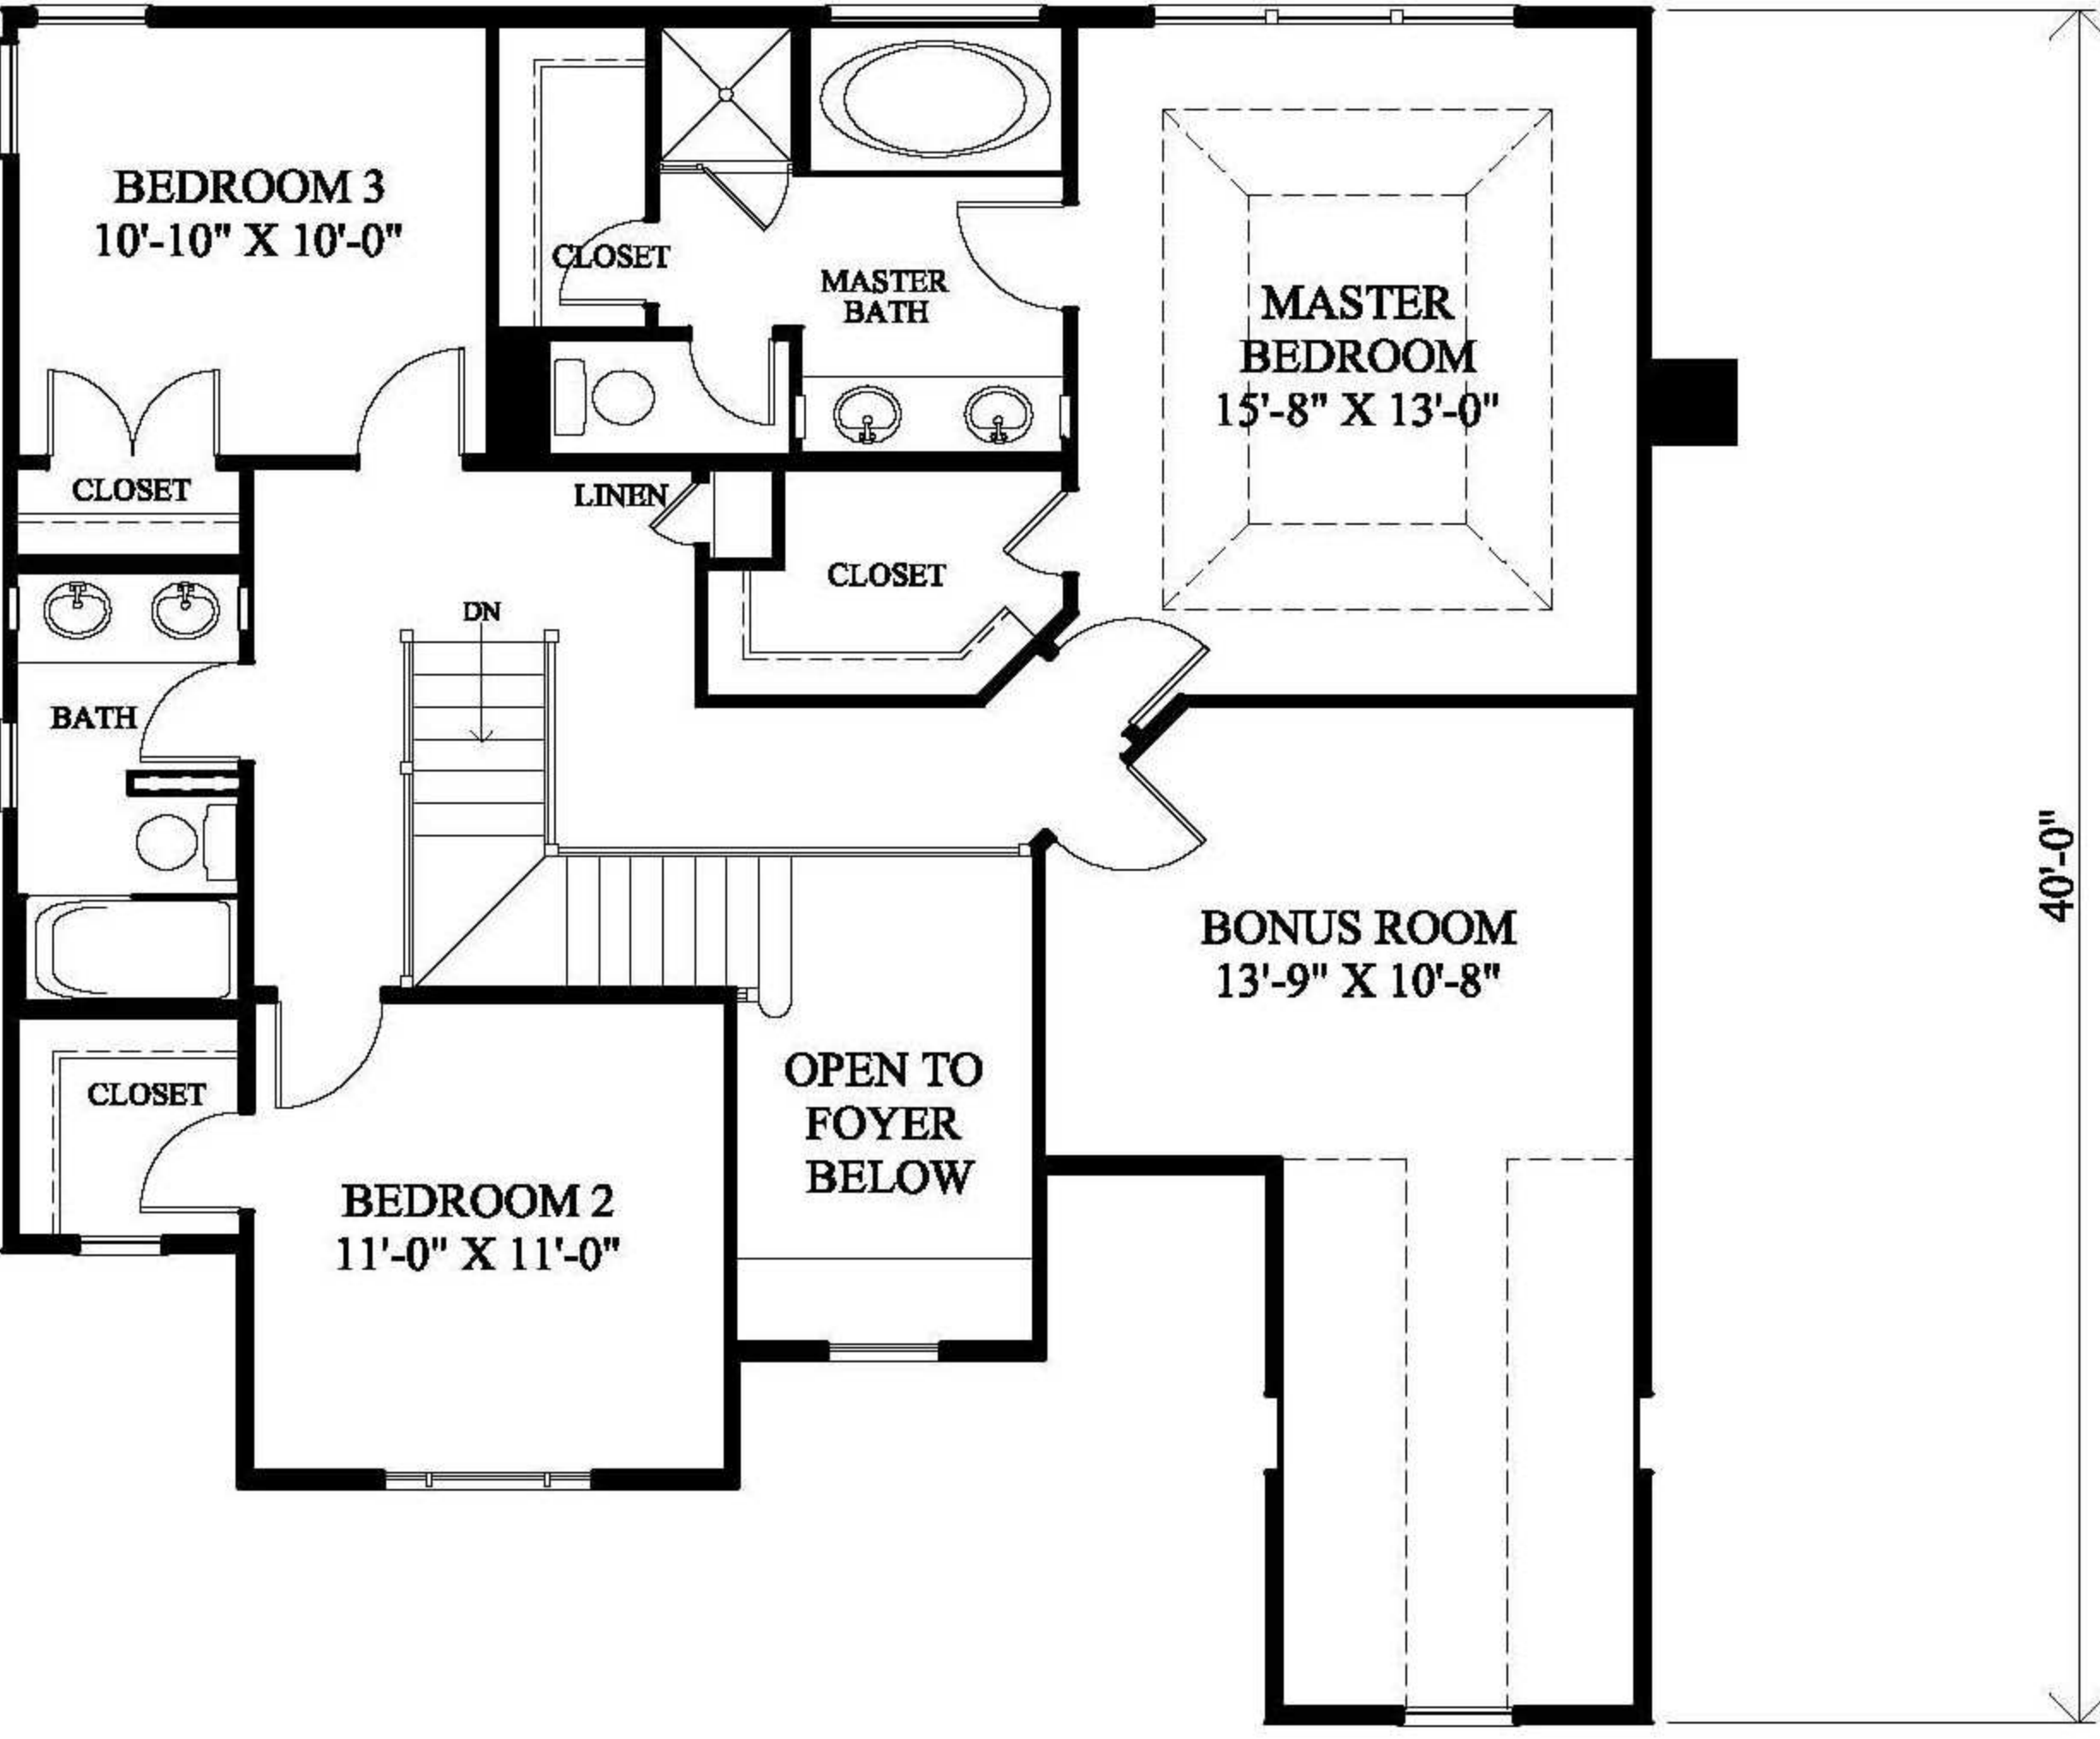 BEDROOM 3
10'-10" X 10'-0"
CLOSET
MASTER
BATH
MASTER
BEDROOM
15'-8" X 13'-0"
CLOSET
LINEN
CLOSET
DN
BATH
40'-0"
BONUS ROOM
13'-9" X 10'-8"
OPEN TO
FOYER
BELOW
CLOSET
BEDROOM 2
11'-0" X 11'-0"